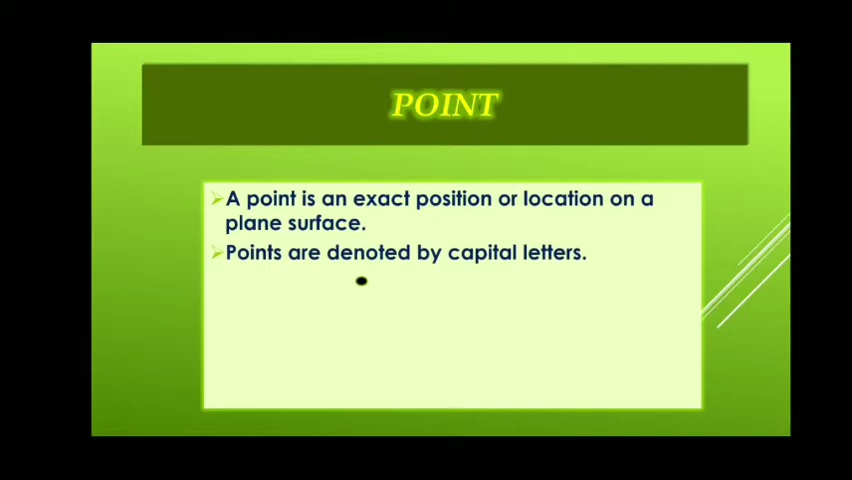 POINT
A point is an exact position or location on a
plane surface.
Points are denoted by capital letters.